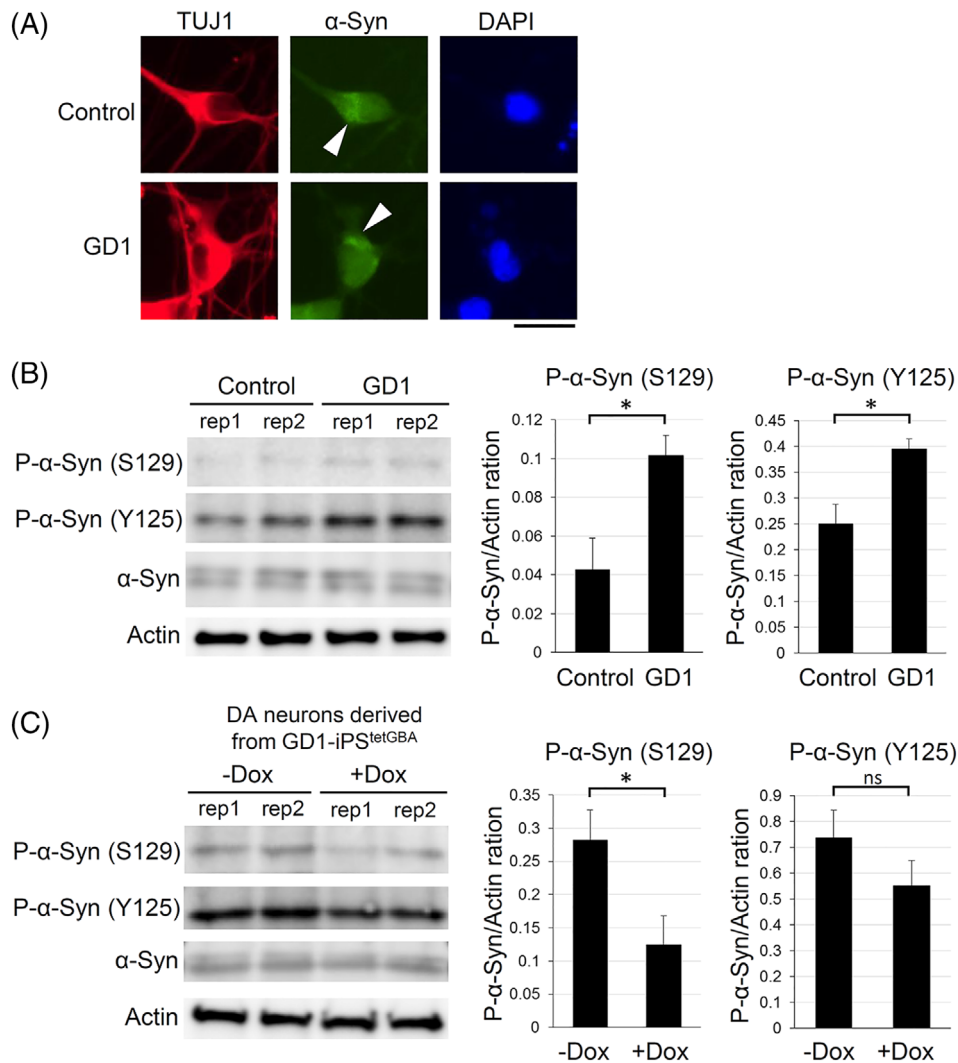 (A)
TUJ1 α-Syn DAPI
Control
GD1
(B)
Control GD1
rep1 rep2 rep1 rep2
P-α-Syn (S129)
P-α-Syn (Y125)
α-Syn
Actin
P-α-Syn (S129)
*
P-α-Syn/Actin ration
0.12
0.1
0.08
0.06
0.04
0.02
0
Control GD1
P-α-Syn (Y125)
*
P-α-Syn/Actin ration
0.45
0.4
0.35
0.3
0.25
0.2
0.15
0.1
0.05
0
Control GD1
(C)
DA neurons derived
from GD1-iPStetGBA
-Dox +Dox
rep1 rep2 rep1 rep2
P-α-Syn (S129)
P-α-Syn (Y125)
α-Syn
Actin
P-α-Syn (S129)
*
P-α-Syn/Actin ration
0.35
0.3
0.25
0.2
0.15
0.1
0.05
0
-Dox +Dox
P-α-Syn (Y125)
ns
P-α-Syn/Actin ration
0.9
0.8
0.7
0.6
0.5
0.4
0.3
0.2
0.1
0
-Dox +Dox